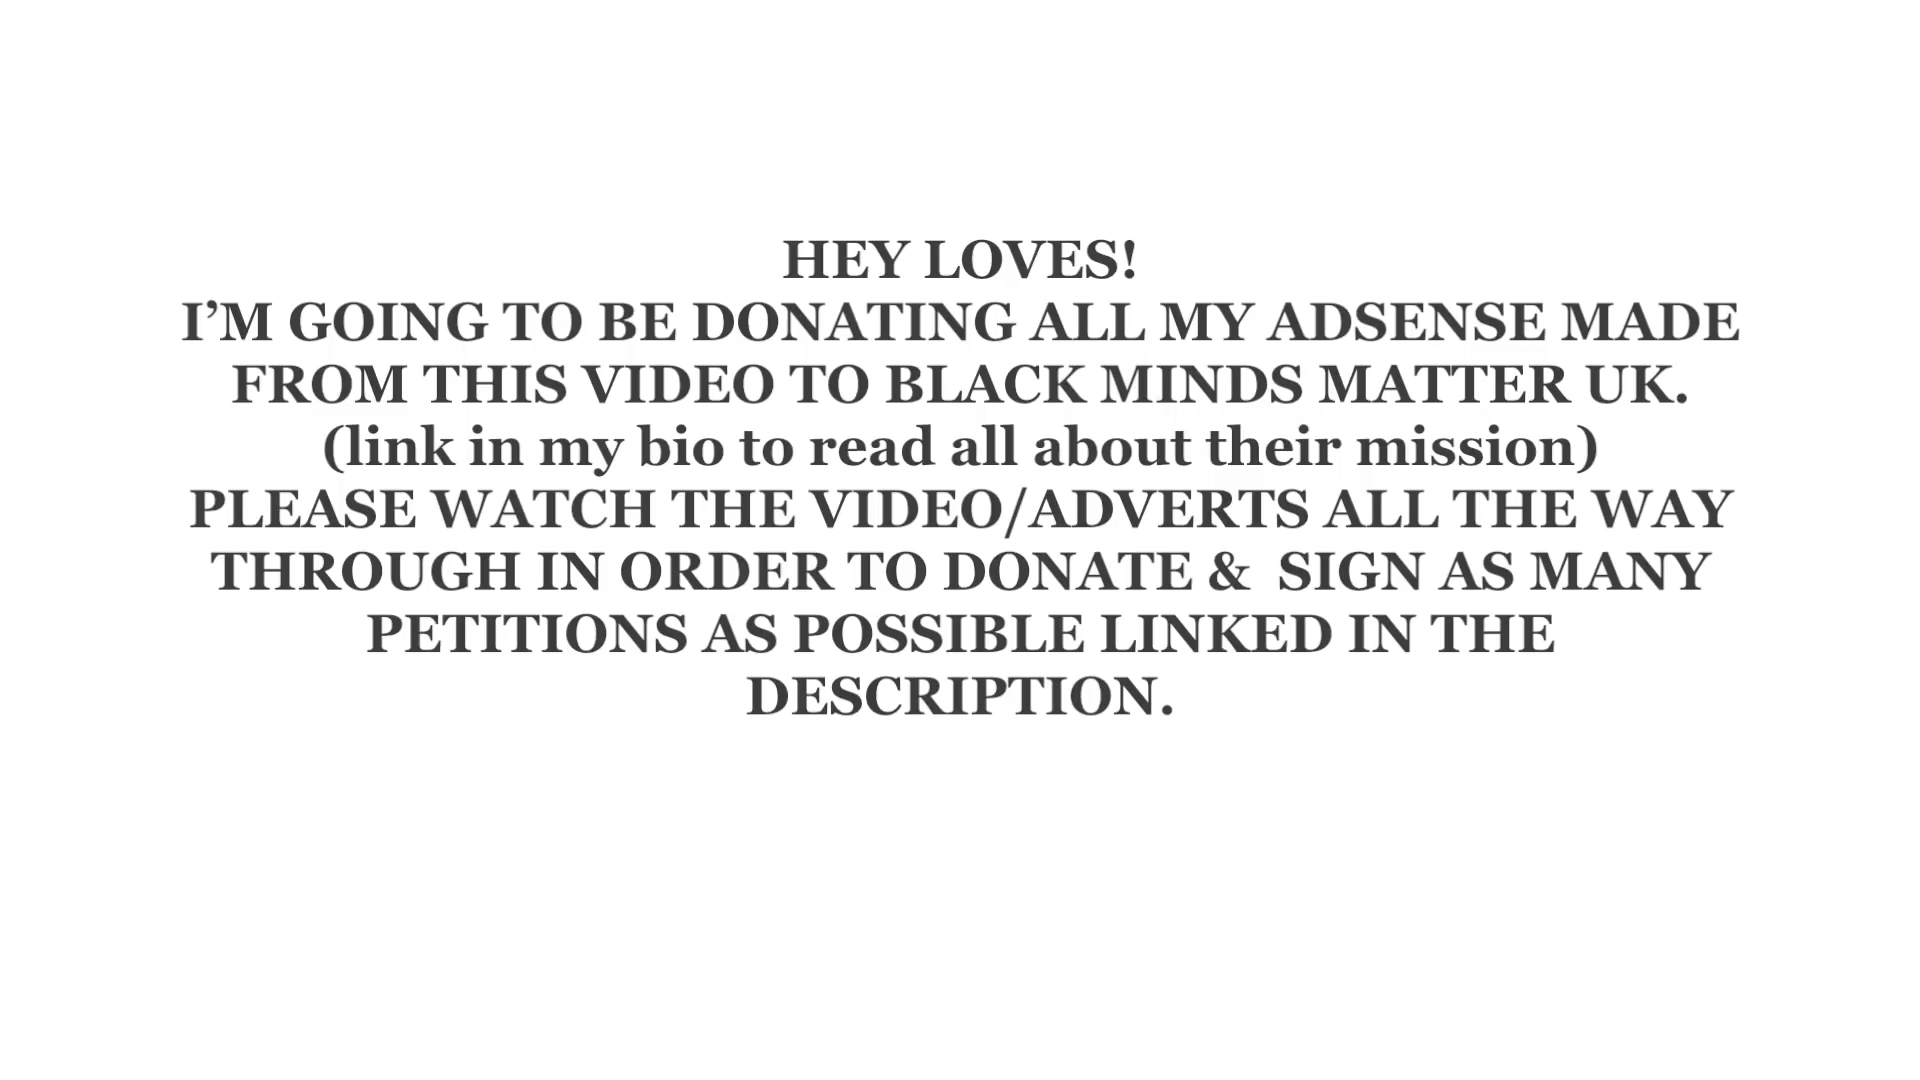 HEY LOVES!
I’M GOING TO BE DONATING ALL MY ADSENSE MADE
FROM THIS VIDEO TO BLACK MINDS MATTER UK.
(link in my bio to read all about their mission)
PLEASE WATCH THE VIDEO/ADVERTS ALL THE WAY
THROUGH IN ORDER TO DONATE &  SIGN AS MANY
PETITIONS AS POSSIBLE LINKED IN THE
DESCRIPTION.